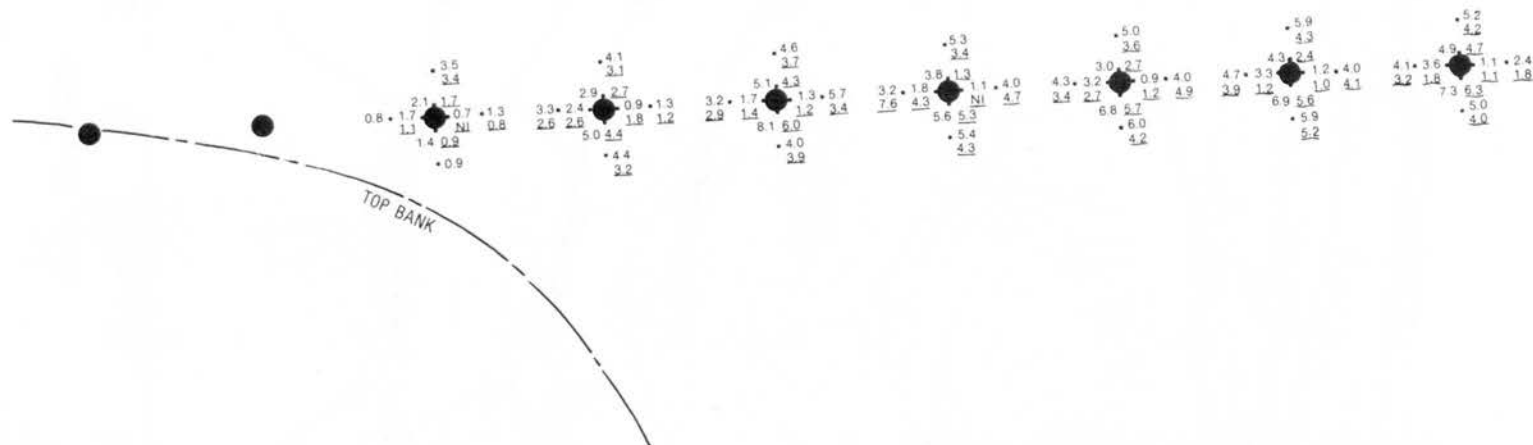 3.5
3.4
2.1 1.7
0.8 1.7 0.7 1.3
1.1 NI 0.8
1.4 0.9
0.9
4.1
3.1
2.9 2.7
3.3 2.4 0.9 1.3
2.6 2.6 1.8 1.2
5.0 4.4
4.4
3.2
4.6
3.7
5.1 4.3
3.2 1.7 1.3 5.7
2.9 1.4 1.2 3.4
8.1 6.0
4.0
3.9
5.3
3.4
3.8 1.3
3.2 1.8 1.1 4.0
7.6 4.3 NI 4.7
5.6 5.3
5.4
4.3
5.0
3.6
3.0 2.7
4.3 3.2 0.9 4.0
3.4 2.7 1.2 4.9
6.8 5.7
6.0
4.2
5.9
4.3
4.3 2.4
4.7 3.3 1.2 4.0
3.9 1.2 1.0 4.1
6.9 5.6
5.9
5.2
5.2
4.2
4.9 4.7
4.1 3.6 1.1 2.4
3.2 1.8 1.1 1.8
7.3 6.3
5.0
4.0
TOP BANK